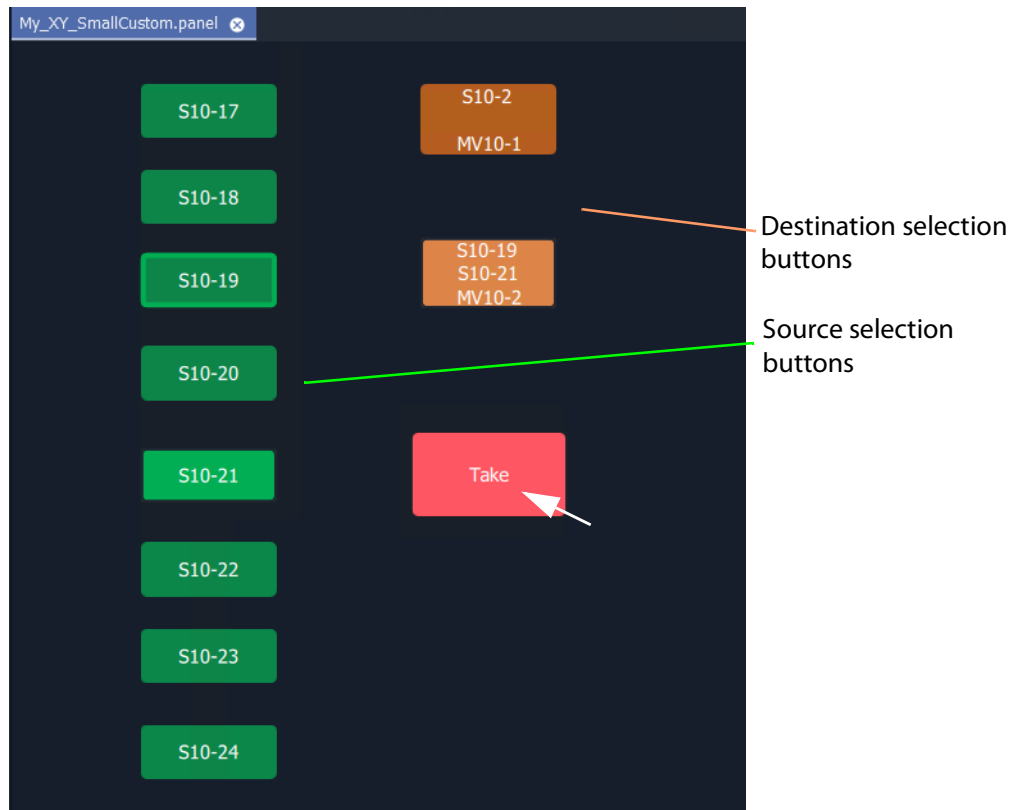 My_XY_SmallCustom.panel
S10-17
S10-18
S10-19
S10-20
S10-21
S10-22
S10-23
S10-24
S10-2
MV10-1
S10-19
S10-21
MV10-2
Take
Destination selection
buttons
Source selection
buttons